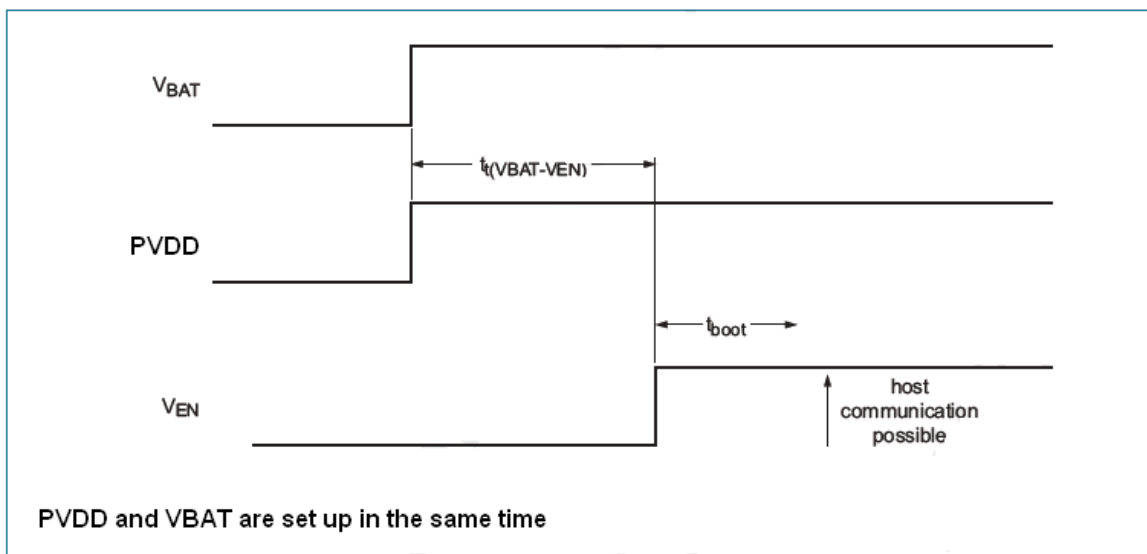 VBAT
tt(VBAT-VEN)
PVDD
tboot
VEN
host
communication
possible
PVDD and VBAT are set up in the same time